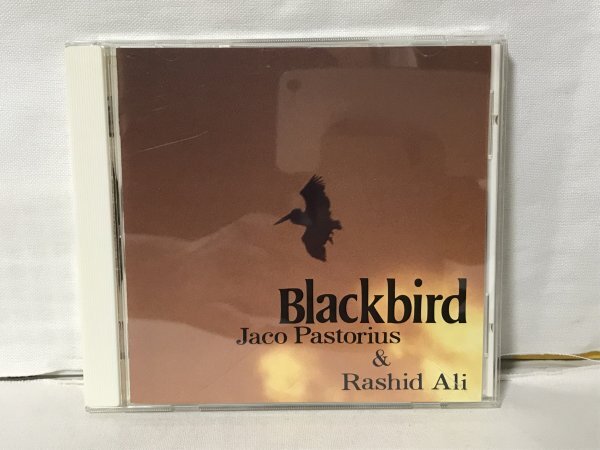 Blackbird
Jaco Pastorius
&
Rashid Ali